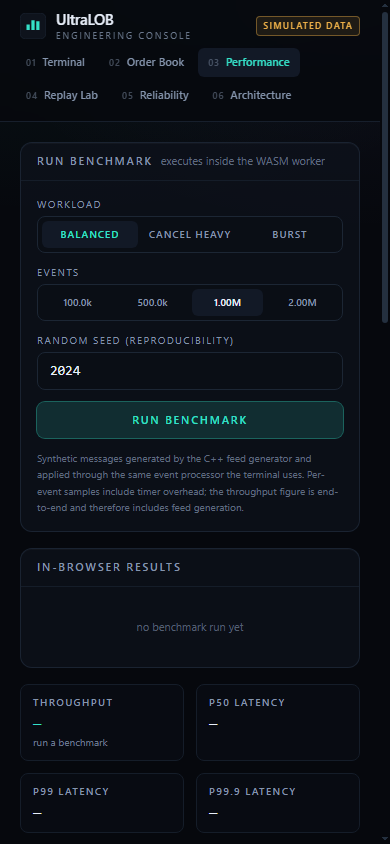 UltraLOB
ENGINEERING CONSOLE
SIMULATED DATA
01 Terminal 02 Order Book 03 Performance
04 Replay Lab 05 Reliability 06 Architecture
RUN BENCHMARK executes inside the WASM worker
WORKLOAD
BALANCED CANCEL HEAVY BURST
EVENTS
100.0k 500.0k 1.00M 2.00M
RANDOM SEED (REPRODUCIBILITY)
2024
RUN BENCHMARK
Synthetic messages generated by the C++ feed generator and
applied through the same event processor the terminal uses. Per-
event samples include timer overhead; the throughput figure is end-
to-end and therefore includes feed generation.
IN-BROWSER RESULTS
no benchmark run yet
THROUGHPUT
—
run a benchmark
P50 LATENCY
—
P99 LATENCY
—
P99.9 LATENCY
—